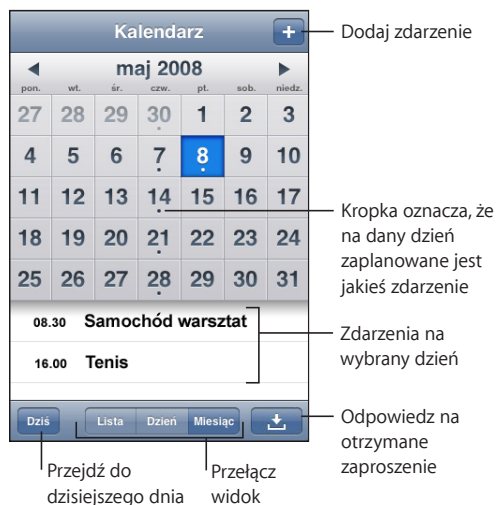 Kalendarz
+
Dodaj zdarzenie
maj 2008
pon. wt. śr. czw. pt. sob. niedz.
27 28 29 30 1 2 3
4 5 6 7 8 9 10
11 12 13 14 15 16 17
18 19 20 21 22 23 24
25 26 27 28 29 30 31
Kropka oznacza, że
na dany dzień
zaplanowane jest
jakieś zdarzenie
08.30 Samochód warsztat
16.00 Tenis
Zdarzenia na
wybrany dzień
Dziś Lista Dzień Miesiąc
Odpowiedz na
otrzymane
zaproszenie
Przejdź do
dzisiejszego dnia
Przełącz
widok